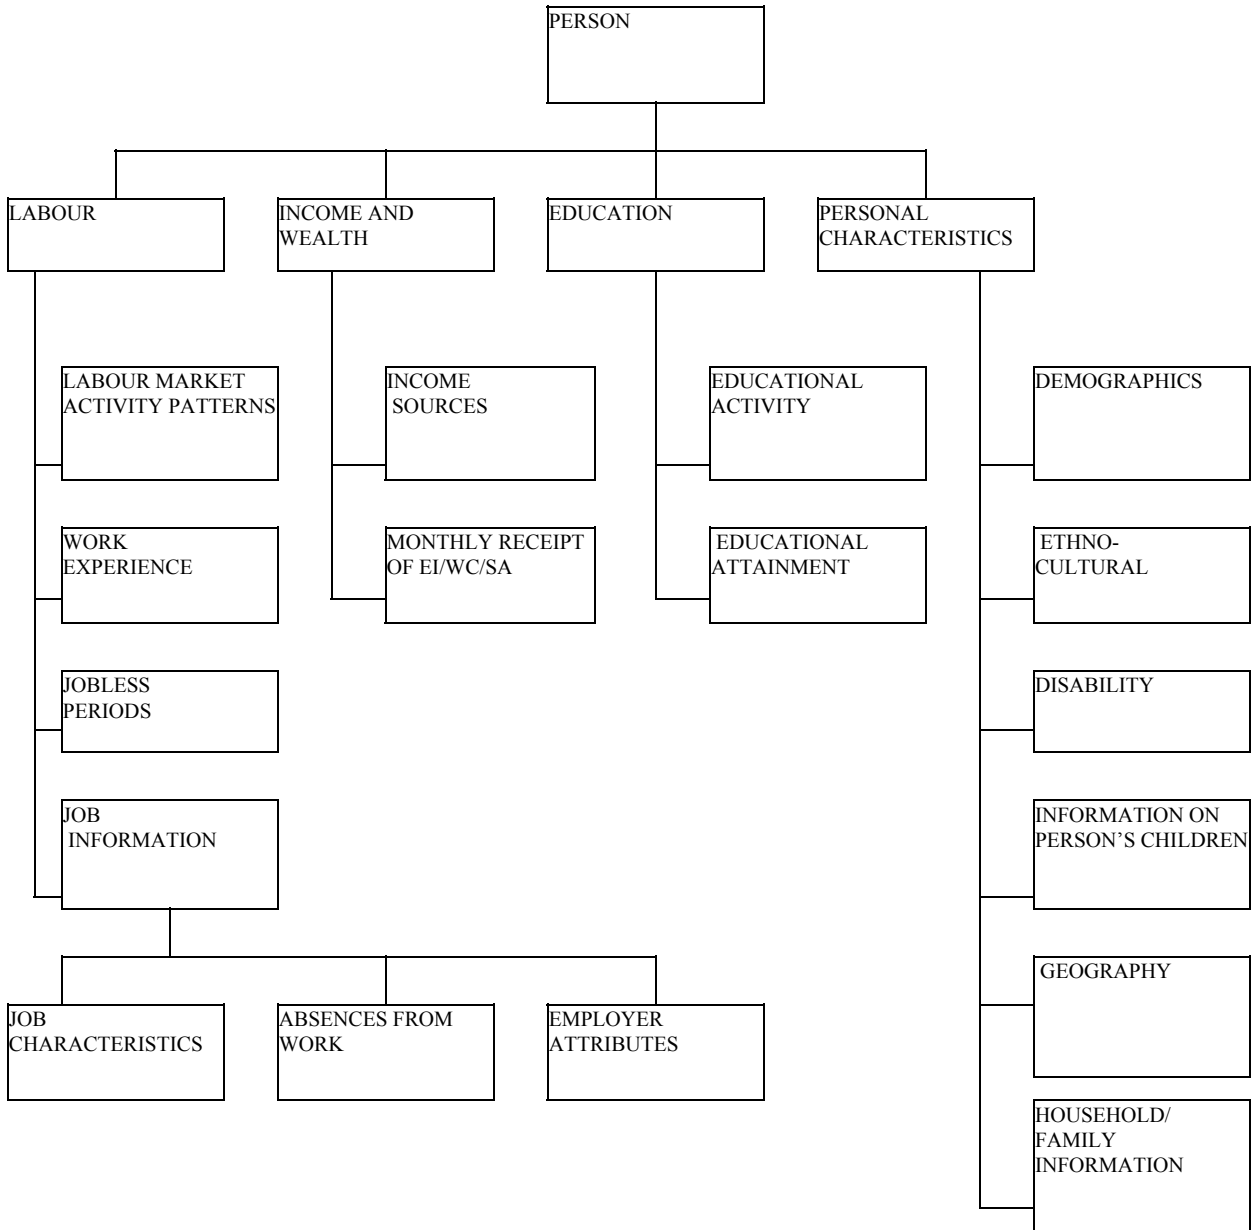 PERSON
LABOUR
INCOME AND
WEALTH
EDUCATION
PERSONAL
CHARACTERISTICS
LABOUR MARKET
ACTIVITY PATTERNS
INCOME
SOURCES
EDUCATIONAL
ACTIVITY
DEMOGRAPHICS
WORK
EXPERIENCE
MONTHLY RECEIPT
OF EI/WC/SA
EDUCATIONAL
ATTAINMENT
ETHNO-
CULTURAL
JOBLESS
PERIODS
DISABILITY
JOB
INFORMATION
INFORMATION ON
PERSON’S CHILDREN
JOB
CHARACTERISTICS
ABSENCES FROM
WORK
EMPLOYER
ATTRIBUTES
GEOGRAPHY
HOUSEHOLD/
FAMILY
INFORMATION